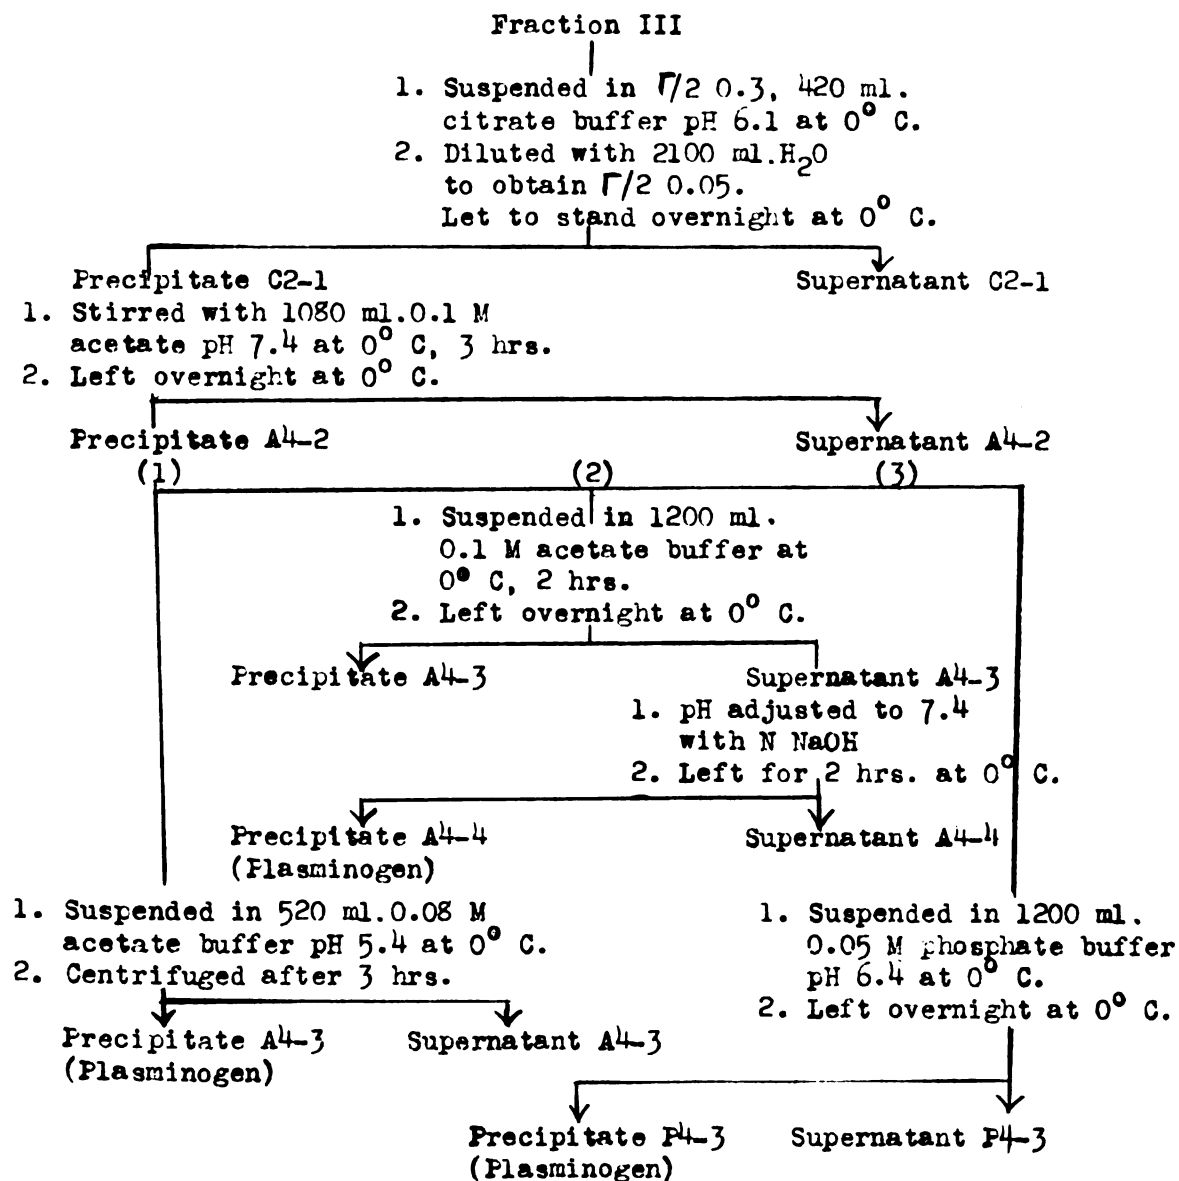 Fraction III
1. Suspended in Γ/2 0.3, 420 ml.
citrate buffer pH 6.1 at 0° C.
2. Diluted with 2100 ml.H₂O
to obtain Γ/2 0.05.
Let to stand overnight at 0° C.
Precipitate C2-1
Supernatant C2-1
1. Stirred with 1080 ml.0.1 M
acetate pH 7.4 at 0° C, 3 hrs.
2. Left overnight at 0° C.
Precipitate A4-2
Supernatant A4-2
(1) (2) (3)
1. Suspended in 1200 ml.
0.1 M acetate buffer at
0° C, 2 hrs.
2. Left overnight at 0° C.
Precipitate A4-3
Supernatant A4-3
1. pH adjusted to 7.4
with N NaOH
2. Left for 2 hrs. at 0° C.
Precipitate A4-4
(Plasminogen)
Supernatant A4-4
1. Suspended in 520 ml.0.08 M
acetate buffer pH 5.4 at 0° C.
2. Centrifuged after 3 hrs.
Precipitate A4-3
(Plasminogen)
Supernatant A4-3
1. Suspended in 1200 ml.
0.05 M phosphate buffer
pH 6.4 at 0° C.
2. Left overnight at 0° C.
Precipitate P4-3
(Plasminogen)
Supernatant P4-3